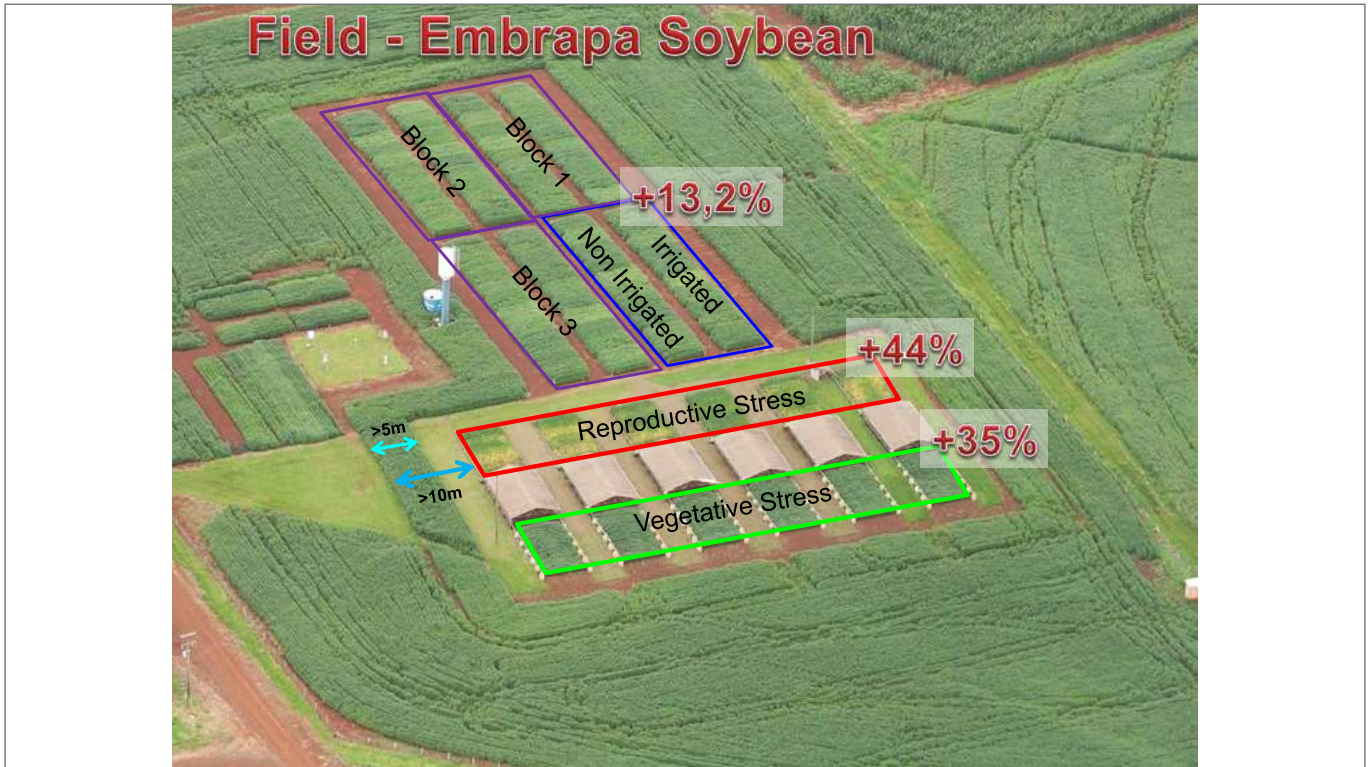 Field - Embrapa Soybean
Block 1
Block 2
+13,2%
Irrigated
Non Irrigated
Block 3
+44%
Reproductive Stress
>5m
+35%
>10m
Vegetative Stress